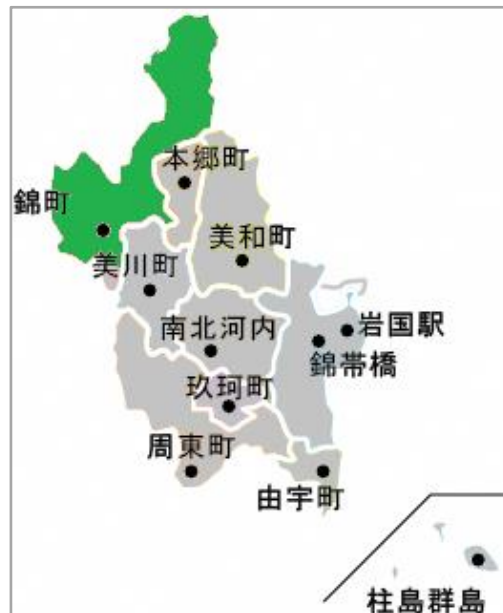 本郷町
錦町
美和町
美川町
南北河内
岩国駅
錦帯橋
玖珂町
周東町
由宇町
柱島群島